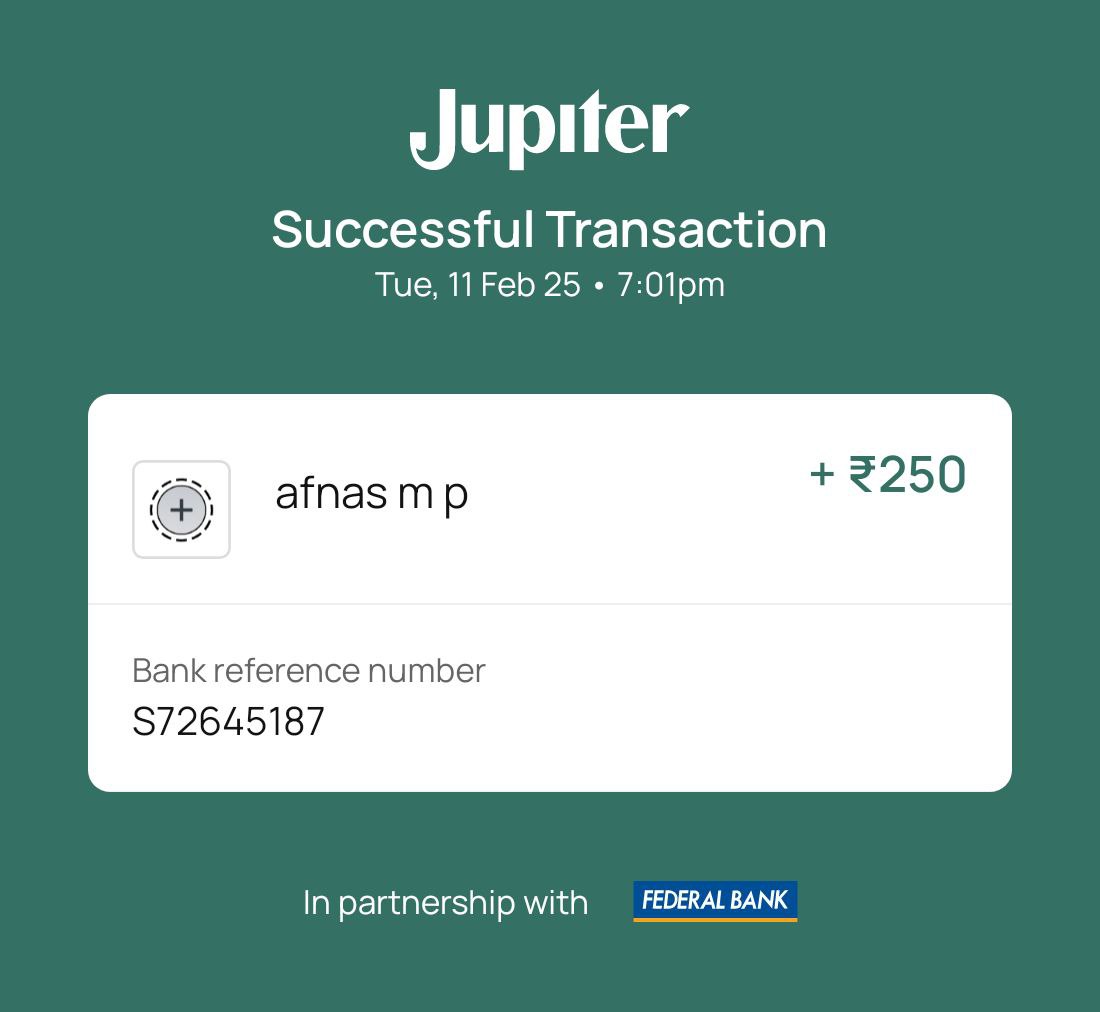 Jupiter
Successful Transaction
Tue, 11 Feb 25 • 7:01pm
afnas m p
+ ₹250
Bank reference number
S72645187
In partnership with FEDERAL BANK